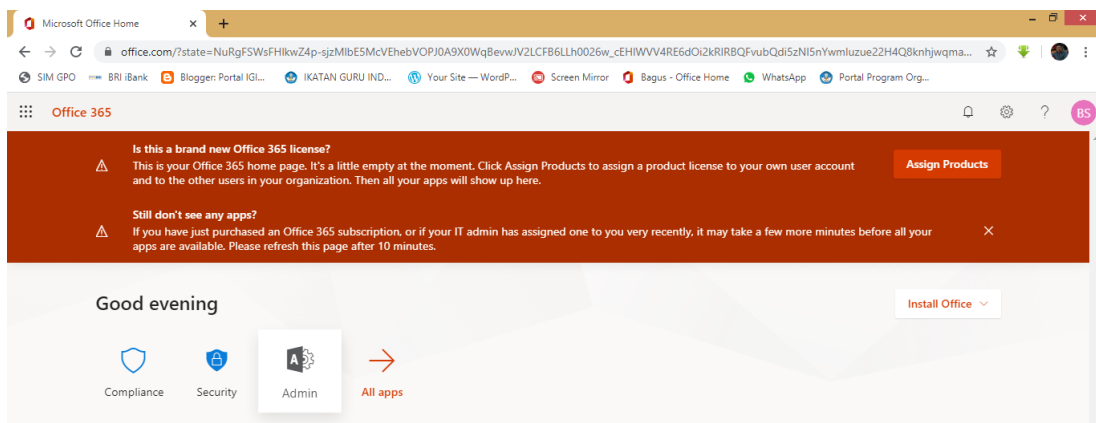 Microsoft Office Home
office.com/?state=NuRgFSWsFHIkwZ4p-sjzMIbE5McVEhebVOPJ0A9X0WqBevwJV2LCFB6LLh0026w_cEHIWVV4RE6dOi2kRIRBQFvubQdi5zNI5nYwmluzue22H4Q8knhjwqma...
SIM GPO BRI iBank Blogger: Portal IGI... IKATAN GURU IND... Your Site — WordP... Screen Mirror Bagus - Office Home WhatsApp Portal Program Org...
Office 365 BS
Is this a brand new Office 365 license?
This is your Office 365 home page. It's a little empty at the moment. Click Assign Products to assign a product license to your own user account
and to the other users in your organization. Then all your apps will show up here.
Assign Products
Still don't see any apps?
If you have just purchased an Office 365 subscription, or if your IT admin has assigned one to you very recently, it may take a few more minutes before all your
apps are available. Please refresh this page after 10 minutes.
Good evening
Install Office
Compliance Security Admin All apps